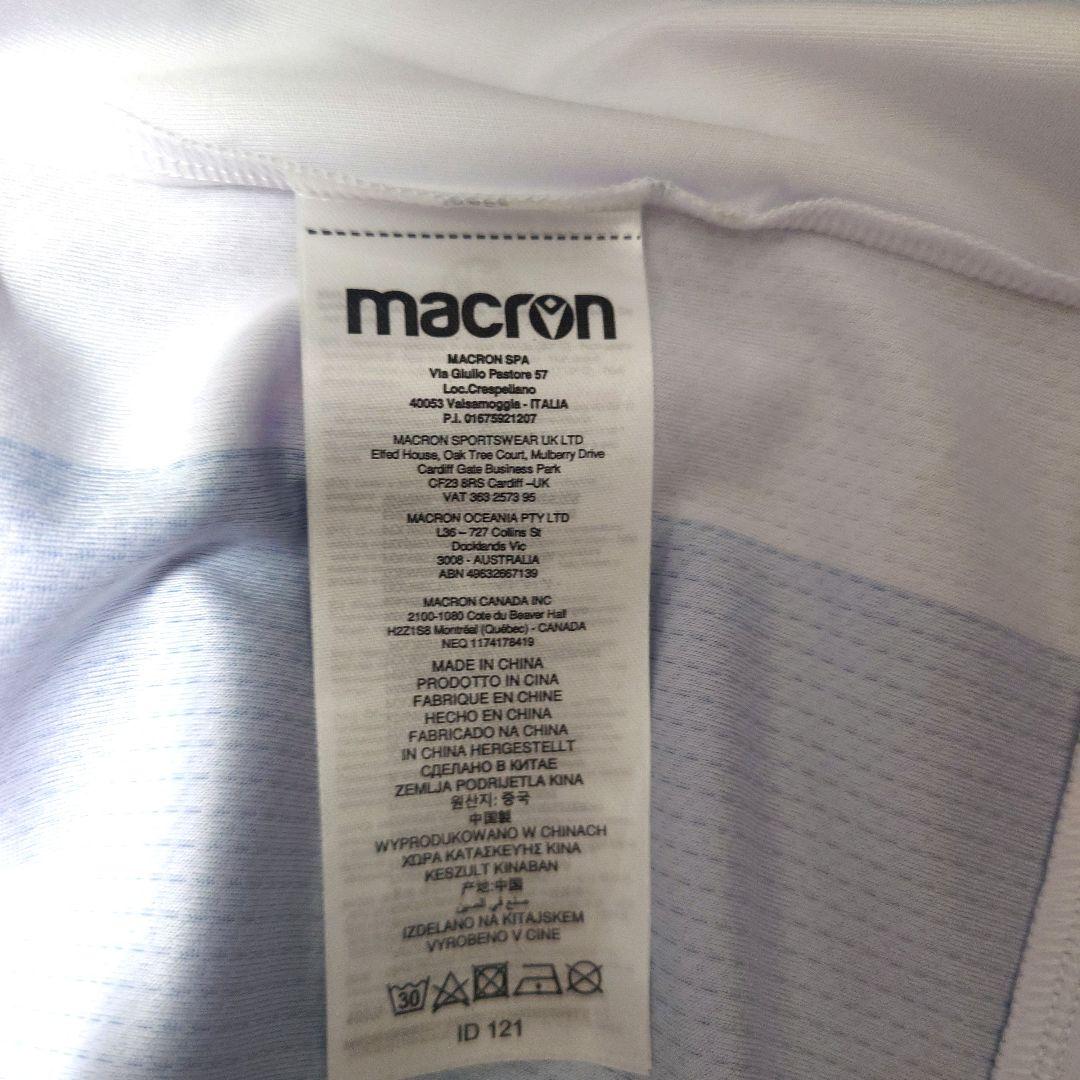 macron
MACRON SPA
Via Giulio Pastore 57
Loc.Crespellano
40053 Valsamoggia - ITALIA
P.I. 01675921207
MACRON SPORTSWEAR UK LTD
Elfed House, Oak Tree Court, Mulberry Drive
Cardiff Gate Business Park
CF23 8RS Cardiff –UK
VAT 363 2573 95
MACRON OCEANIA PTY LTD
L36 – 727 Collins St
Docklands Vic
3008 - AUSTRALIA
ABN 49632667139
MACRON CANADA INC
2100-1080 Cote du Beaver Hall
H2Z1S8 Montréal (Québec) - CANADA
NEQ 1174178419
MADE IN CHINA
PRODOTTO IN CINA
FABRIQUE EN CHINE
HECHO EN CHINA
FABRICADO NA CHINA
IN CHINA HERGESTELLT
СДЕЛАНО В КИТАЕ
ZEMLJA PODRIJETLA KINA
원산지: 중국
中国製
WYPRODUKOWANO W CHINACH
ΧΩΡΑ ΚΑΤΑΣΚΕΥΗΣ ΚΙΝΑ
KESZULT KINABAN
产地:中国
صنع في الصين
IZDELANO NA KITAJSKEM
VYROBENO V CINE
30
ID 121